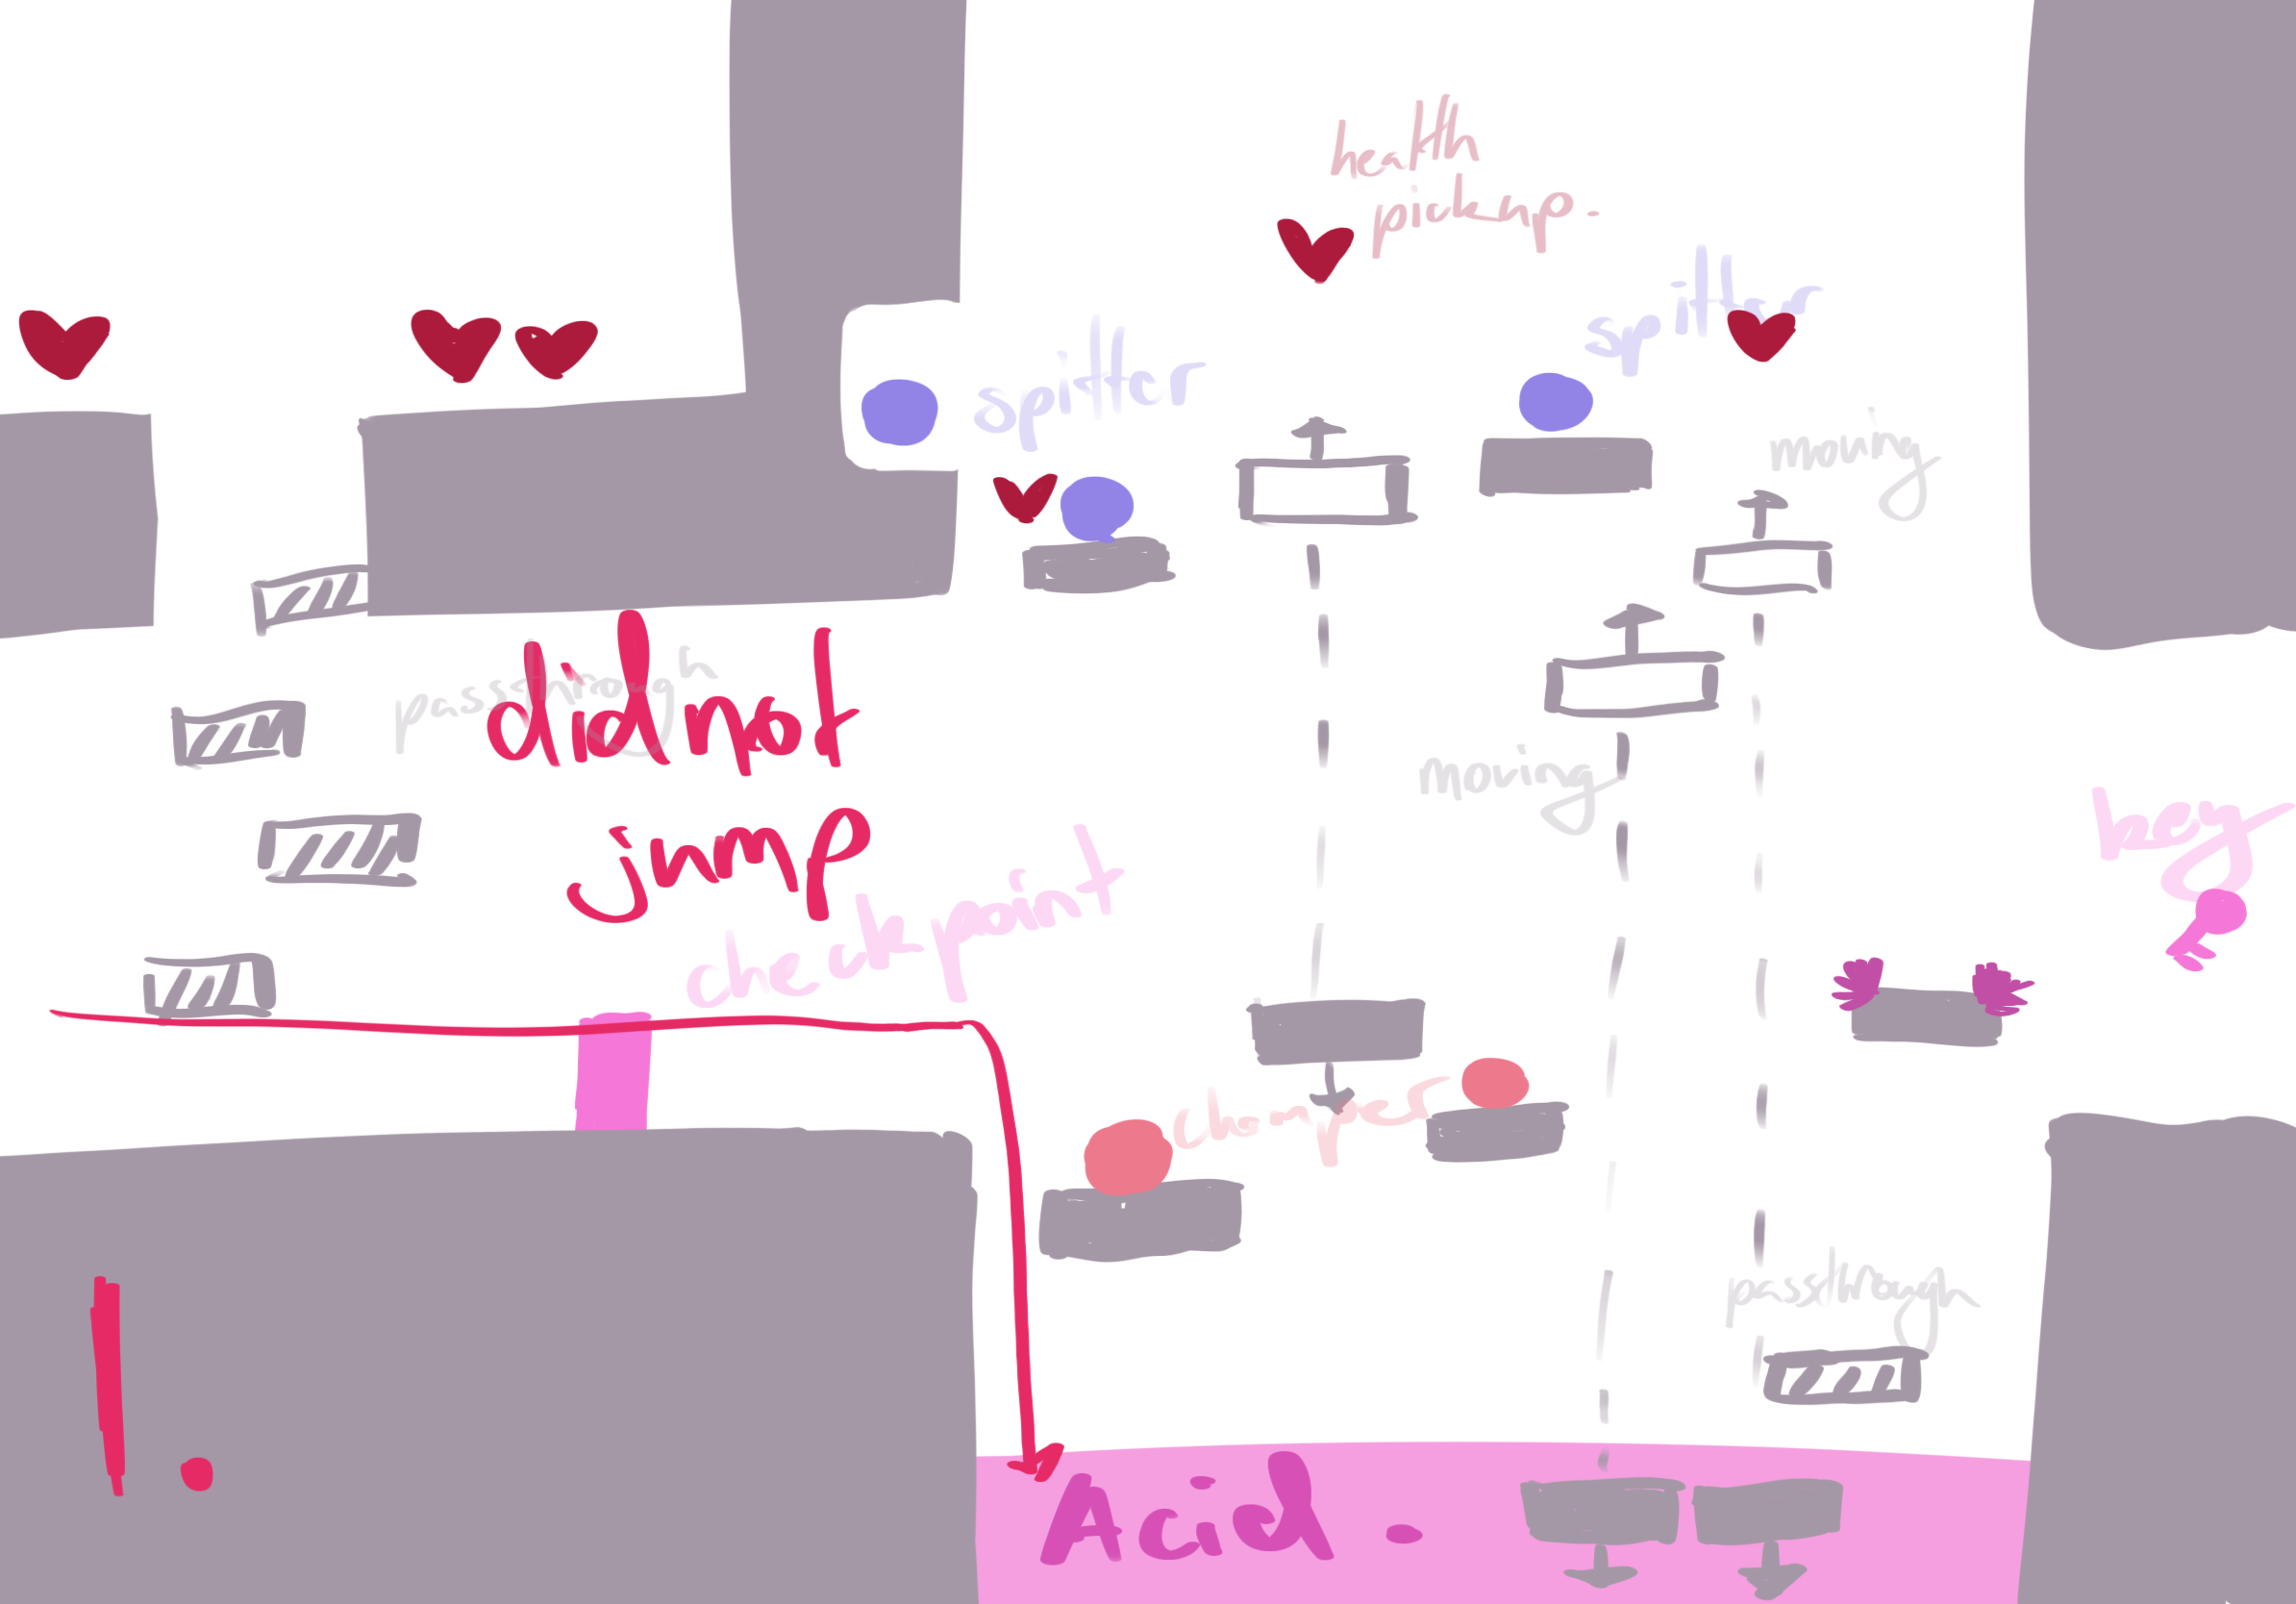 health
pickup.
spitter
spitter
moving
passthrough
did not
moving
jump
key
checkpoint
chomper
passthrough
1.
Acid.